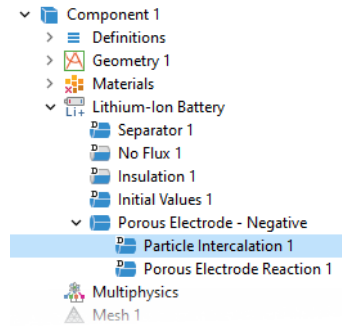 Component 1
Definitions
Geometry 1
Materials
Li+ Lithium-Ion Battery
D Separator 1
D No Flux 1
D Insulation 1
D Initial Values 1
Porous Electrode - Negative
D Particle Intercalation 1
D Porous Electrode Reaction 1
Multiphysics
Mesh 1